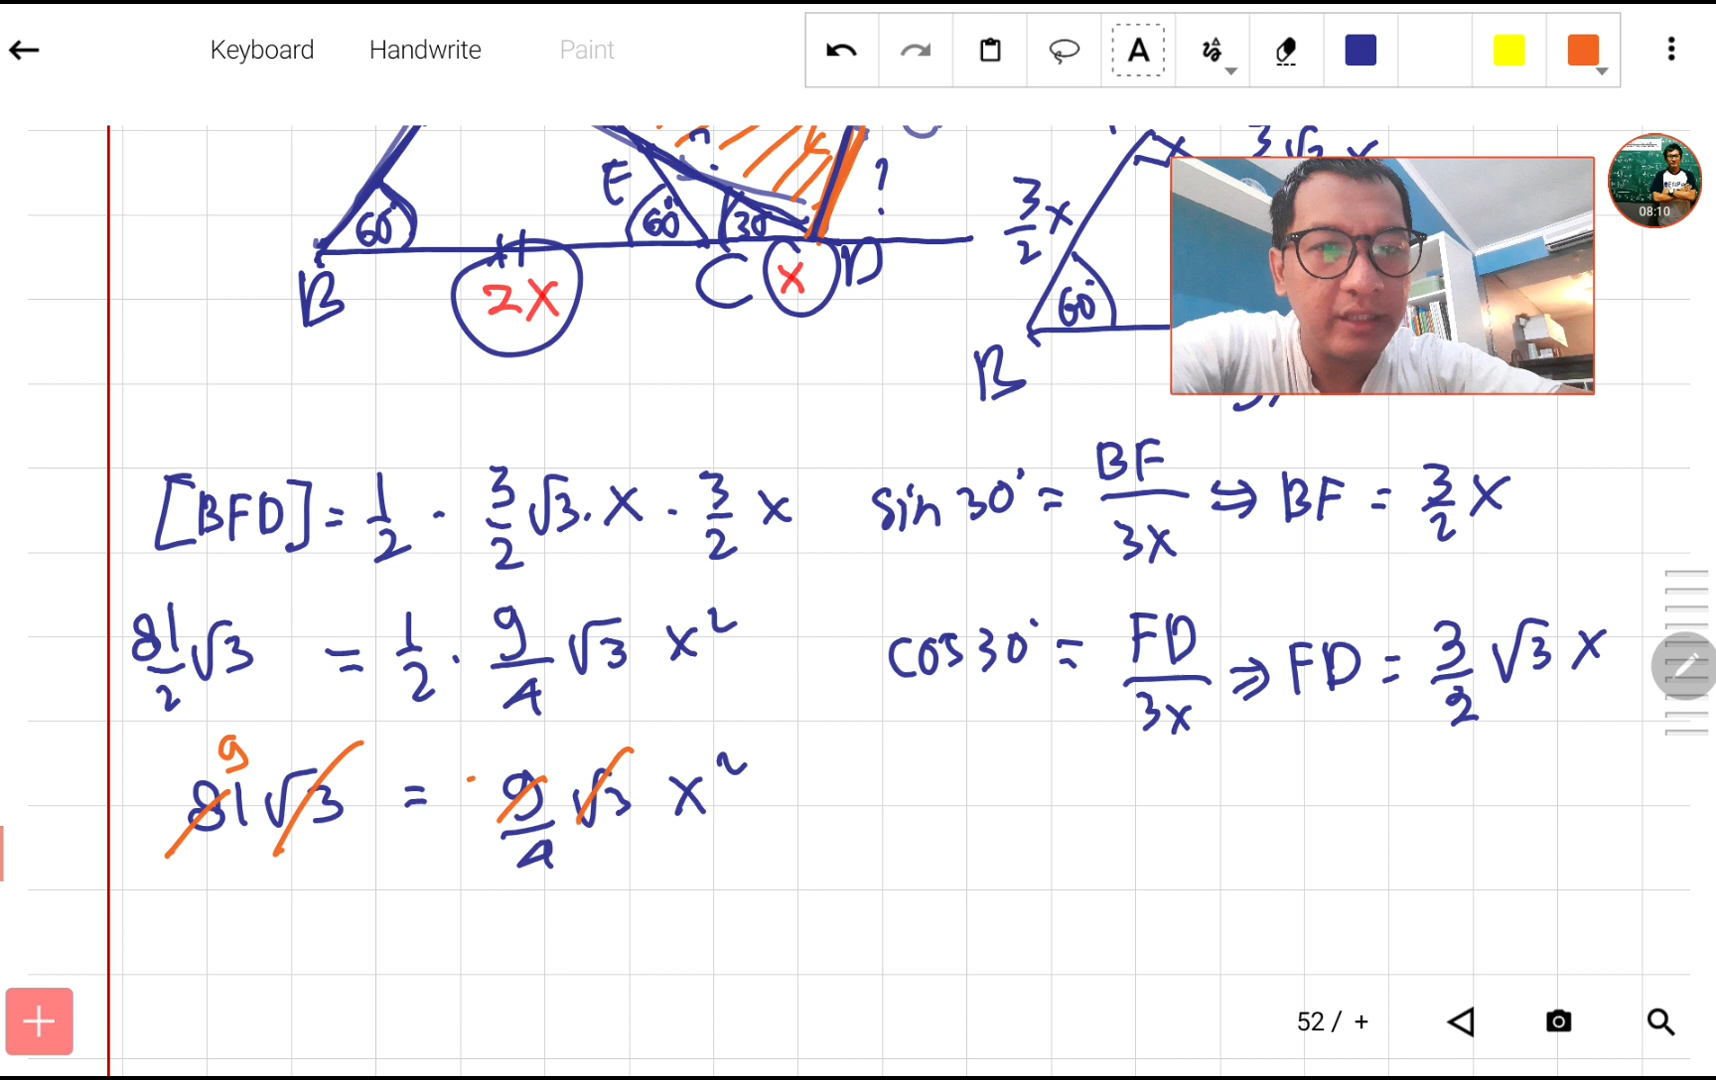 Keyboard Handwrite Paint A
08:10
E ?
60° 60° 30°
B C D
2X X
3/2 x
60°
B
[BFD] = 1/2 · 3/2 √3 . X · 3/2 X
sin 30° = BF/3X ⇔ BF = 3/2 X
81/2 √3 = 1/2 · 9/4 √3 X²
cos 30° = FD/3X ⇒ FD = 3/2 √3 X
9
81 √3 = 9/4 √3 X²
52 / +